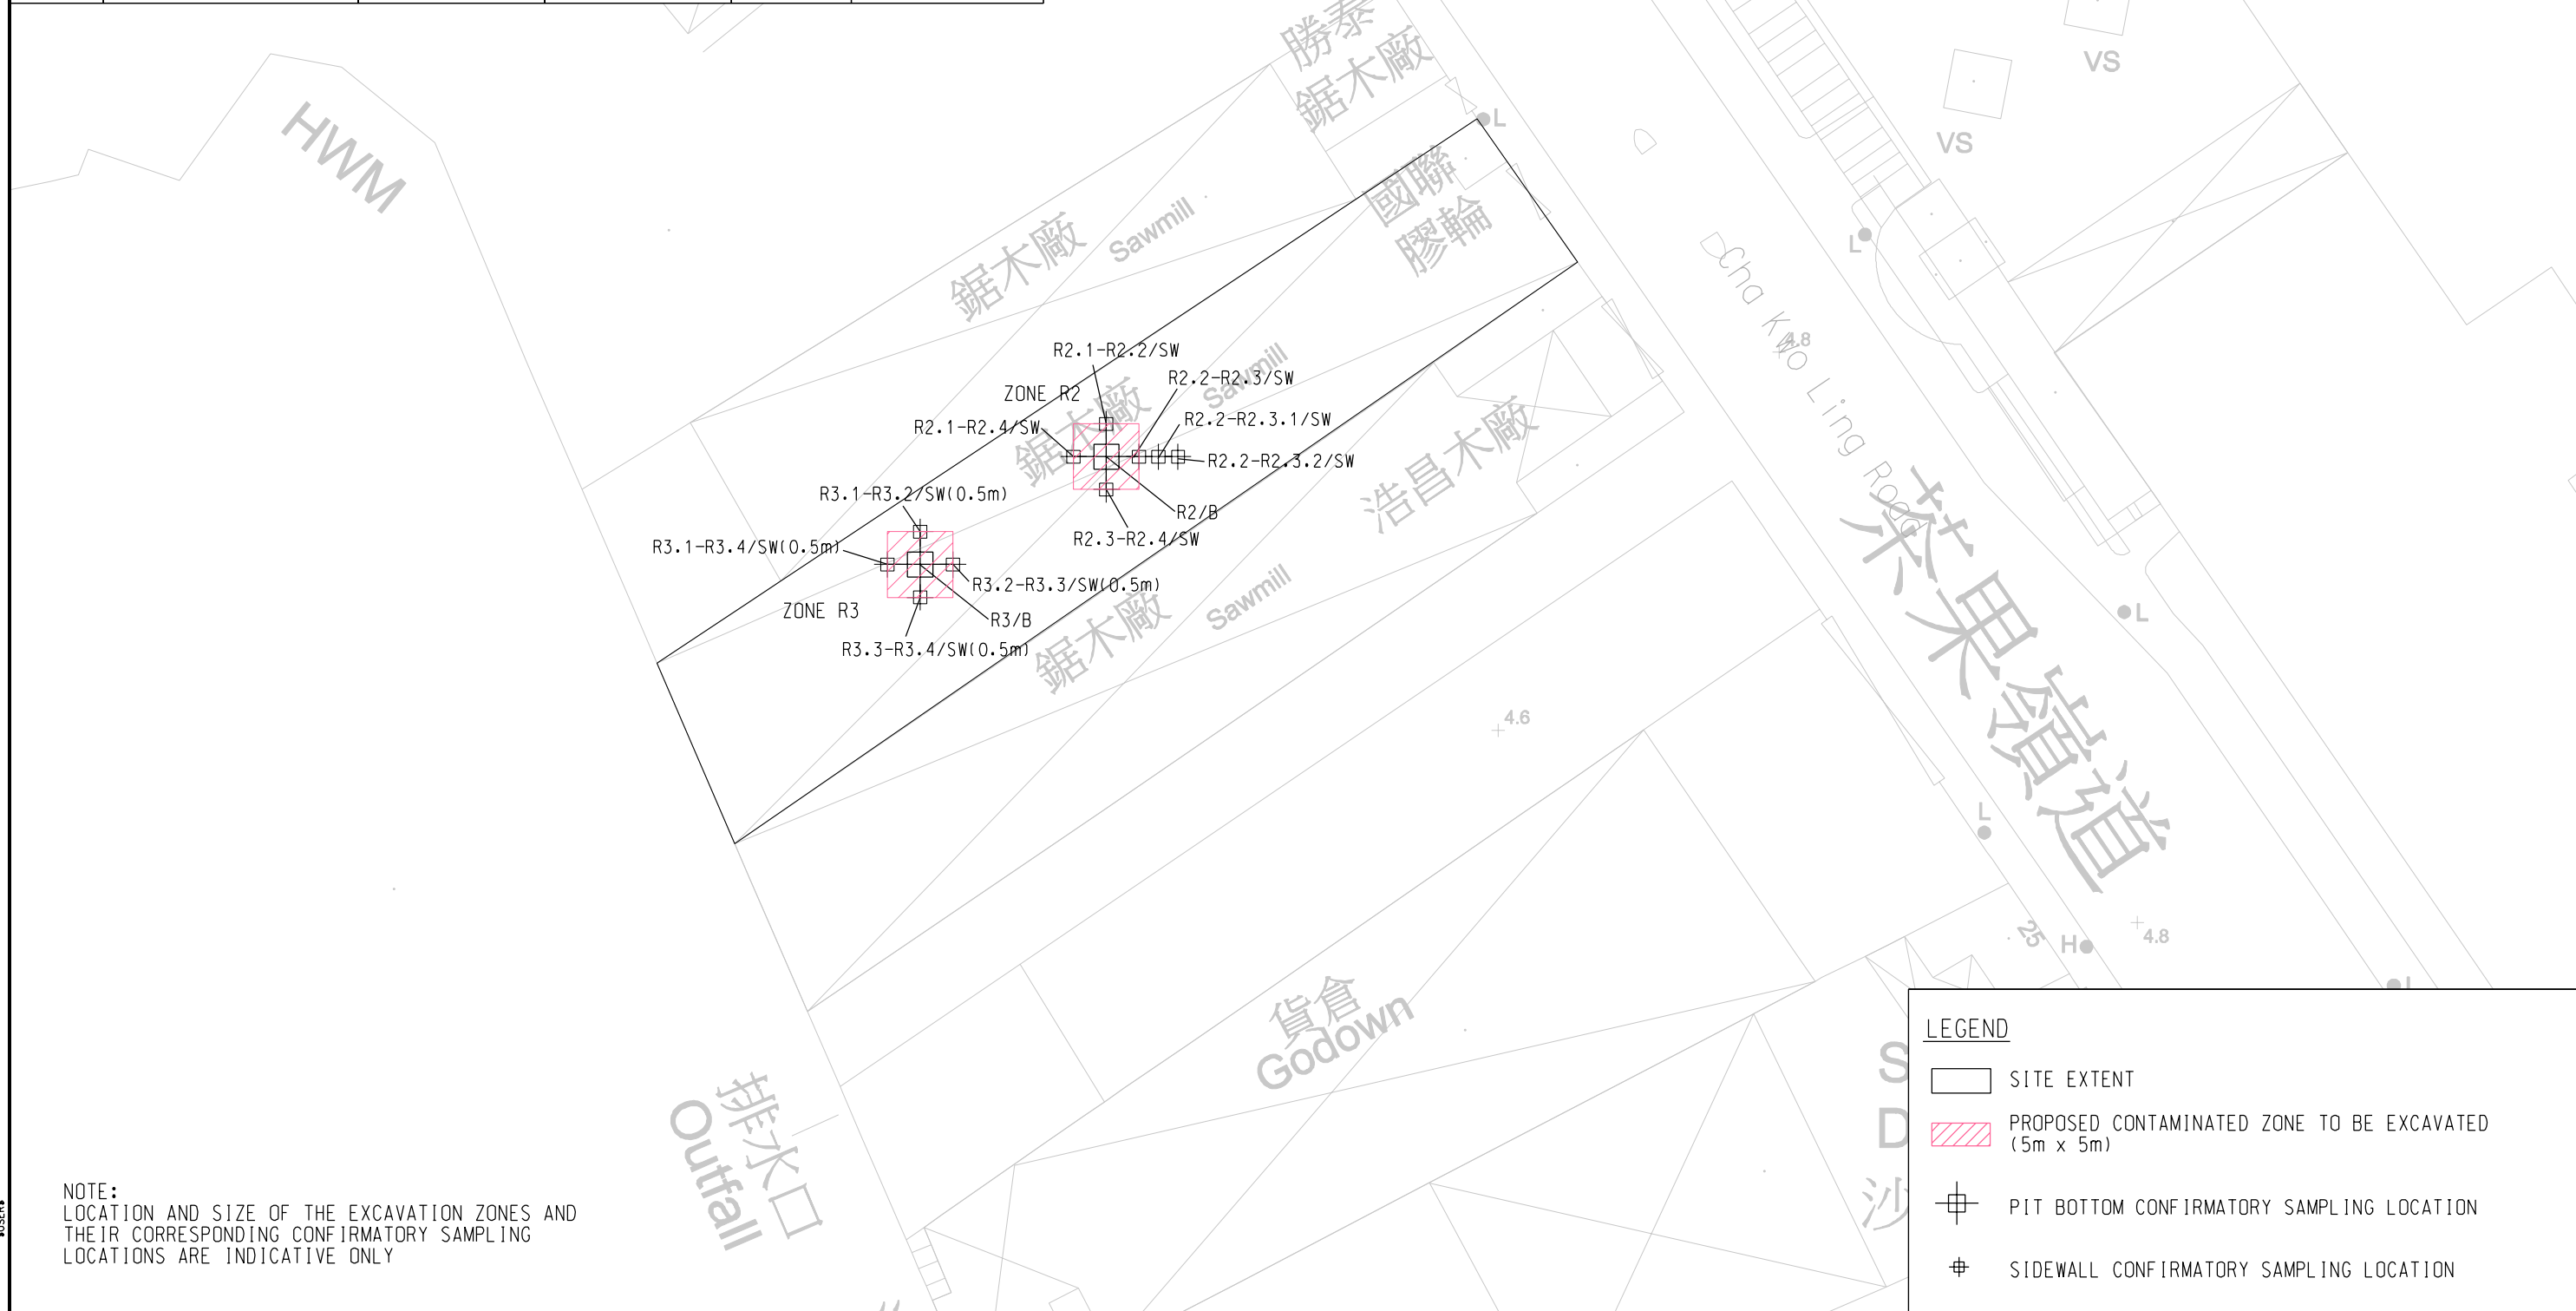 勝泰
鋸木廠
L
VS
VS
HWM
國聯
膠輪
鋸木廠
Sawmill
L
Cha Kwo Ling Road
4.8
R2.1-R2.2/SW
Sawmill
R2.2-R2.3/SW
ZONE R2
鋸木廠
R2.1-R2.4/SW
R2.2-R2.3.1/SW
R2.2-R2.3.2/SW
浩昌木廠
R3.1-R3.2/SW(0.5m)
R2/B
R2.3-R2.4/SW
R3.1-R3.4/SW(0.5m)
R3.2-R3.3/SW(0.5m)
Sawmill
ZONE R3
R3/B
鋸木廠
R3.3-R3.4/SW(0.5m)
L
茶果嶺道
4.6
L
25
H
4.8
L
貨倉
Godown
排水口
Outfall
S
D
沙
LEGEND
SITE EXTENT
PROPOSED CONTAMINATED ZONE TO BE EXCAVATED
(5m x 5m)
PIT BOTTOM CONFIRMATORY SAMPLING LOCATION
SIDEWALL CONFIRMATORY SAMPLING LOCATION
NOTE:
LOCATION AND SIZE OF THE EXCAVATION ZONES AND
THEIR CORRESPONDING CONFIRMATORY SAMPLING
LOCATIONS ARE INDICATIVE ONLY